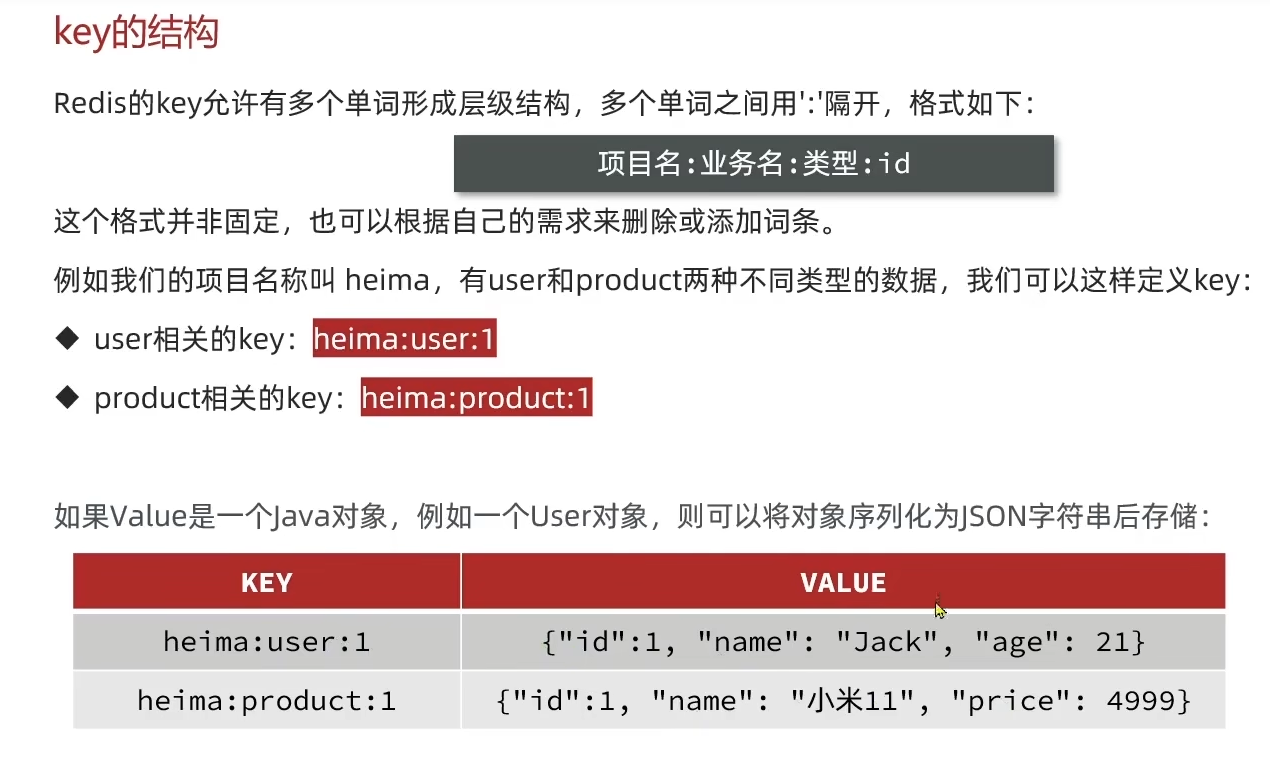 key的结构
Redis的key允许有多个单词形成层级结构，多个单词之间用':'隔开，格式如下：
项目名:业务名:类型:id
这个格式并非固定，也可以根据自己的需求来删除或添加词条。
例如我们的项目名称叫 heima，有user和product两种不同类型的数据，我们可以这样定义key：
◆ user相关的key：heima:user:1
◆ product相关的key：heima:product:1
如果Value是一个Java对象，例如一个User对象，则可以将对象序列化为JSON字符串后存储：
KEY VALUE
heima:user:1 {"id":1, "name": "Jack", "age": 21}
heima:product:1 {"id":1, "name": "小米11", "price": 4999}